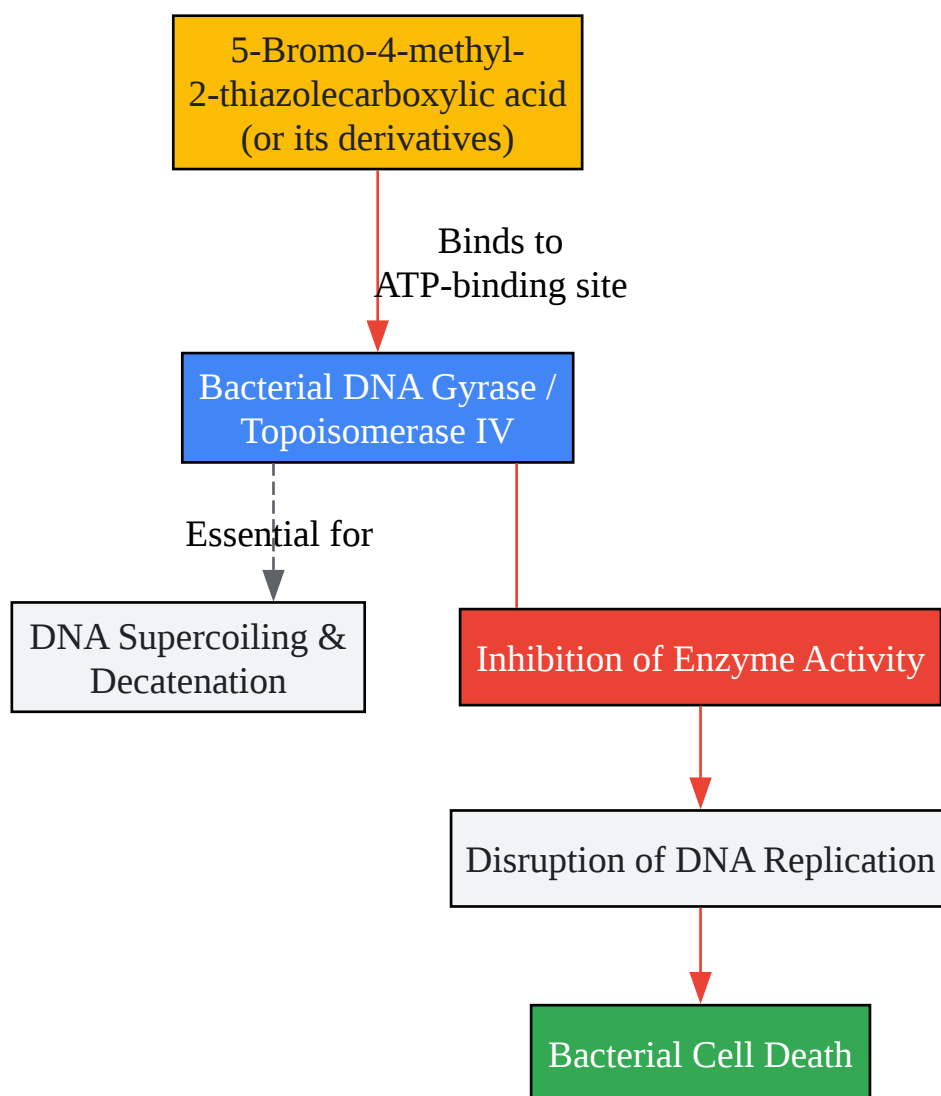 5-Bromo-4-methyl-
2-thiazolecarboxylic acid
(or its derivatives)
Binds to
ATP-binding site
Bacterial DNA Gyrase /
Topoisomerase IV
Essential for
DNA Supercoiling &
Decatenation
Inhibition of Enzyme Activity
Disruption of DNA Replication
Bacterial Cell Death